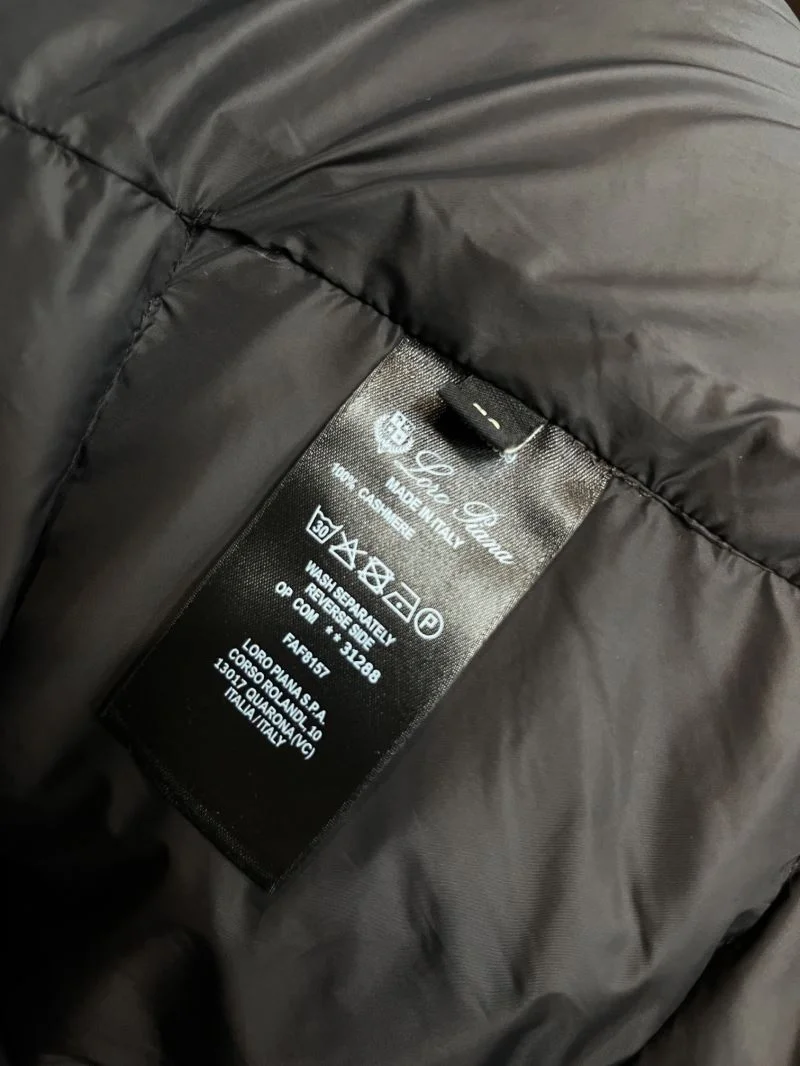 Loro Piana
MADE IN ITALY
100% CASHMERE
30
P
WASH SEPARATELY
REVERSE SIDE
OP COM ** 31288
FAF8157
LORO PIANA S.P.A.
CORSO ROLANDI, 10
13017 QUARONA (VC)
ITALIA / ITALY